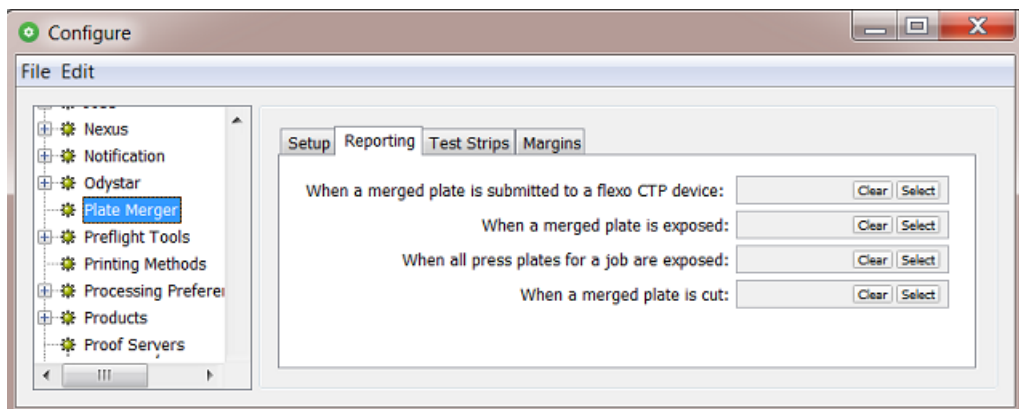 Configure
File Edit
Nexus
Notification
Odystar
Plate Merger
Preflight Tools
Printing Methods
Processing Prefere
Products
Proof Servers
Setup Reporting Test Strips Margins
When a merged plate is submitted to a flexo CTP device: Clear Select
When a merged plate is exposed: Clear Select
When all press plates for a job are exposed: Clear Select
When a merged plate is cut: Clear Select